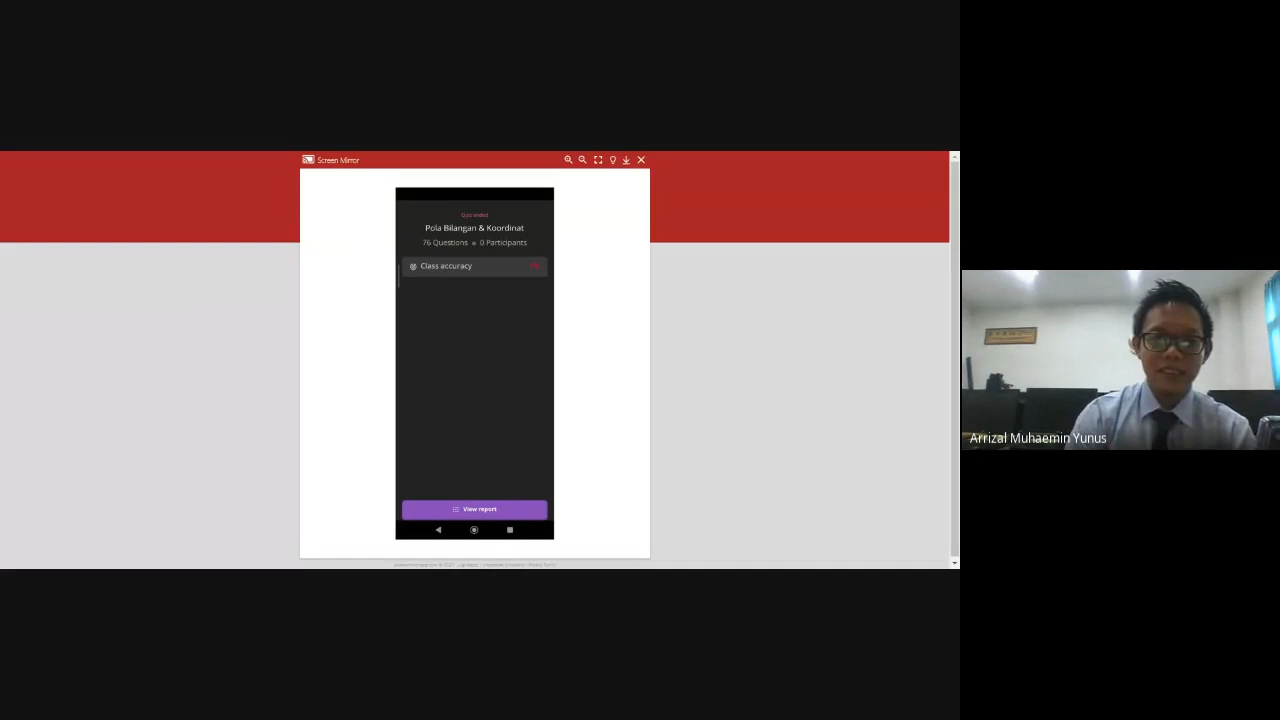 Screen Mirror
Quiz ended
Pola Bilangan & Koordinat
76 Questions 0 Participants
Class accuracy
View report
Arrizal Muhaemin Yunus